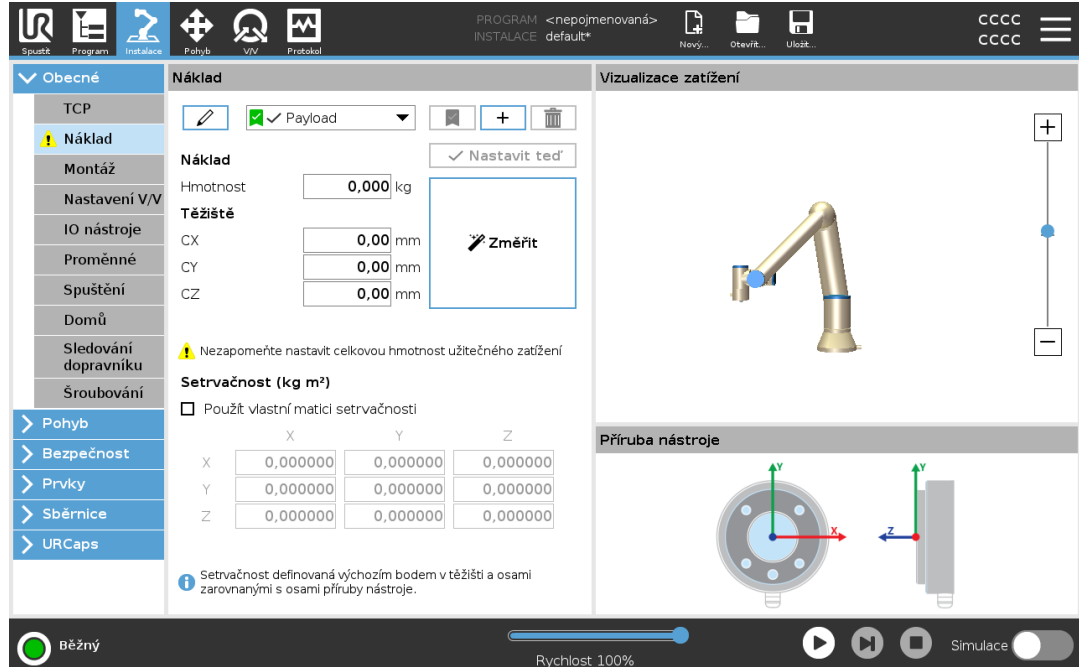 UR
PROGRAM <nepojmenovaná>
INSTALACE default*
CCCC
CCCC
Spustit Program Instalace Pohyb V/V Protokol Nový... Otevřít... Uložit...
Obecné
TCP
Náklad
Montáž
Nastavení V/V
IO nástroje
Proměnné
Spuštění
Domů
Sledování
dopravníku
Šroubování
Pohyb
Bezpečnost
Prvky
Sběrnice
URCaps
Náklad
Payload
+
Náklad
Nastavit teď
Hmotnost 0,000 kg
Těžiště
CX 0,00 mm
CY 0,00 mm
CZ 0,00 mm
Změřit
Nezapomeňte nastavit celkovou hmotnost užitečného zatížení
Setrvačnost (kg m²)
Použít vlastní matici setrvačnosti
X Y Z
X 0,000000 0,000000 0,000000
Y 0,000000 0,000000 0,000000
Z 0,000000 0,000000 0,000000
Setrvačnost definovaná výchozím bodem v těžišti a osami
zarovnanými s osami příruby nástroje.
Vizualizace zatížení
+
−
Příruba nástroje
Y
X
Y
Z
Běžný
Rychlost 100%
Simulace